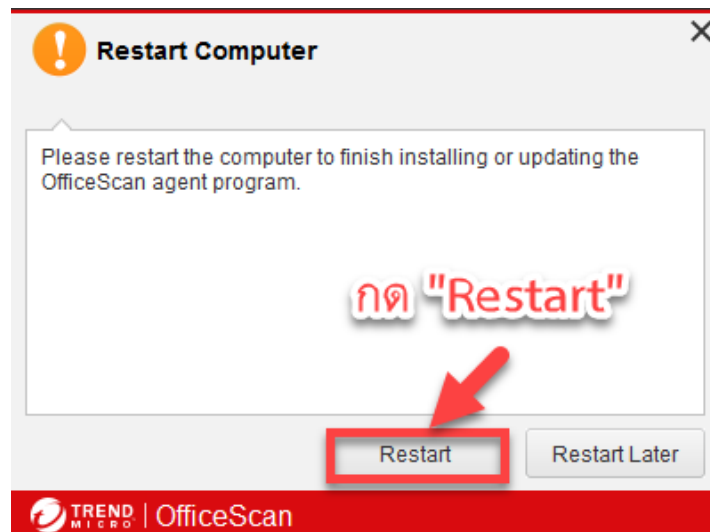 Restart Computer
Please restart the computer to finish installing or updating the
OfficeScan agent program.
กด "Restart"
Restart
Restart Later
TREND MICRO | OfficeScan